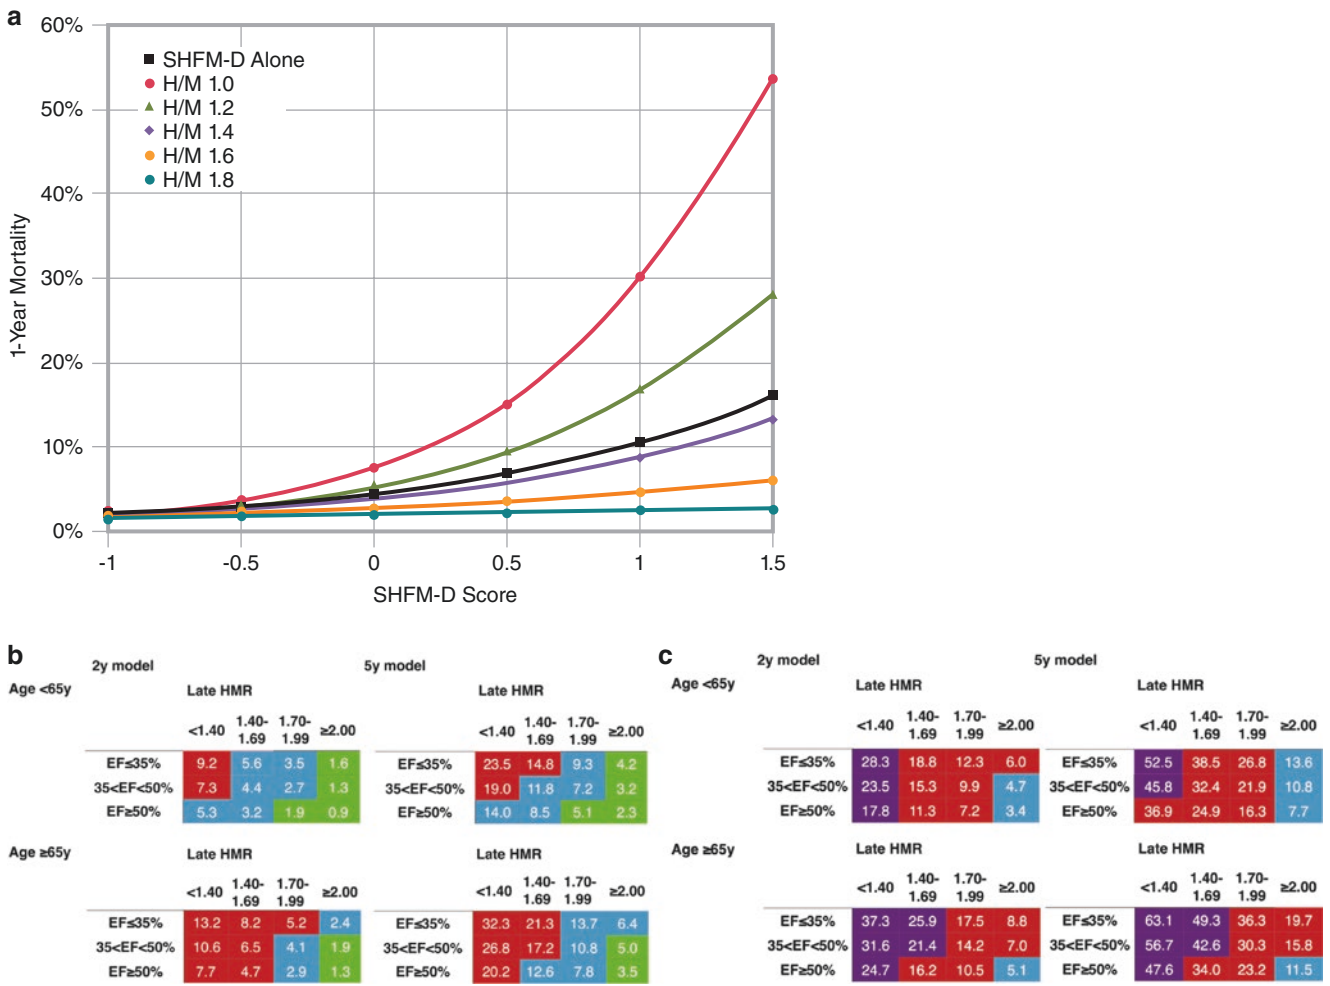 a
60%
50%
40%
30%
20%
10%
0%
1-Year Mortality
SHFM-D Alone
H/M 1.0
H/M 1.2
H/M 1.4
H/M 1.6
H/M 1.8
-1 -0.5 0 0.5 1 1.5
SHFM-D Score
b
2y model 5y model
Age <65y Late HMR Late HMR
<1.40 1.40-1.69 1.70-1.99 ≥2.00 <1.40 1.40-1.69 1.70-1.99 ≥2.00
EF≤35% 9.2 5.6 3.5 1.6 EF≤35% 23.5 14.8 9.3 4.2
35<EF<50% 7.3 4.4 2.7 1.3 35<EF<50% 19.0 11.8 7.2 3.2
EF≥50% 5.3 3.2 1.9 0.9 EF≥50% 14.0 8.5 5.1 2.3
Age ≥65y Late HMR Late HMR
<1.40 1.40-1.69 1.70-1.99 ≥2.00 <1.40 1.40-1.69 1.70-1.99 ≥2.00
EF≤35% 13.2 8.2 5.2 2.4 EF≤35% 32.3 21.3 13.7 6.4
35<EF<50% 10.6 6.5 4.1 1.9 35<EF<50% 26.8 17.2 10.8 5.0
EF≥50% 7.7 4.7 2.9 1.3 EF≥50% 20.2 12.6 7.8 3.5
c
2y model 5y model
Age <65y Late HMR Late HMR
<1.40 1.40-1.69 1.70-1.99 ≥2.00 <1.40 1.40-1.69 1.70-1.99 ≥2.00
EF≤35% 28.3 18.8 12.3 6.0 EF≤35% 52.5 38.5 26.8 13.6
35<EF<50% 23.5 15.3 9.9 4.7 35<EF<50% 45.8 32.4 21.9 10.8
EF≥50% 17.8 11.3 7.2 3.4 EF≥50% 36.9 24.9 16.3 7.7
Age ≥65y Late HMR Late HMR
<1.40 1.40-1.69 1.70-1.99 ≥2.00 <1.40 1.40-1.69 1.70-1.99 ≥2.00
EF≤35% 37.3 25.9 17.5 8.8 EF≤35% 63.1 49.3 36.3 19.7
35<EF<50% 31.6 21.4 14.2 7.0 35<EF<50% 56.7 42.6 30.3 15.8
EF≥50% 24.7 16.2 10.5 5.1 EF≥50% 47.6 34.0 23.2 11.5